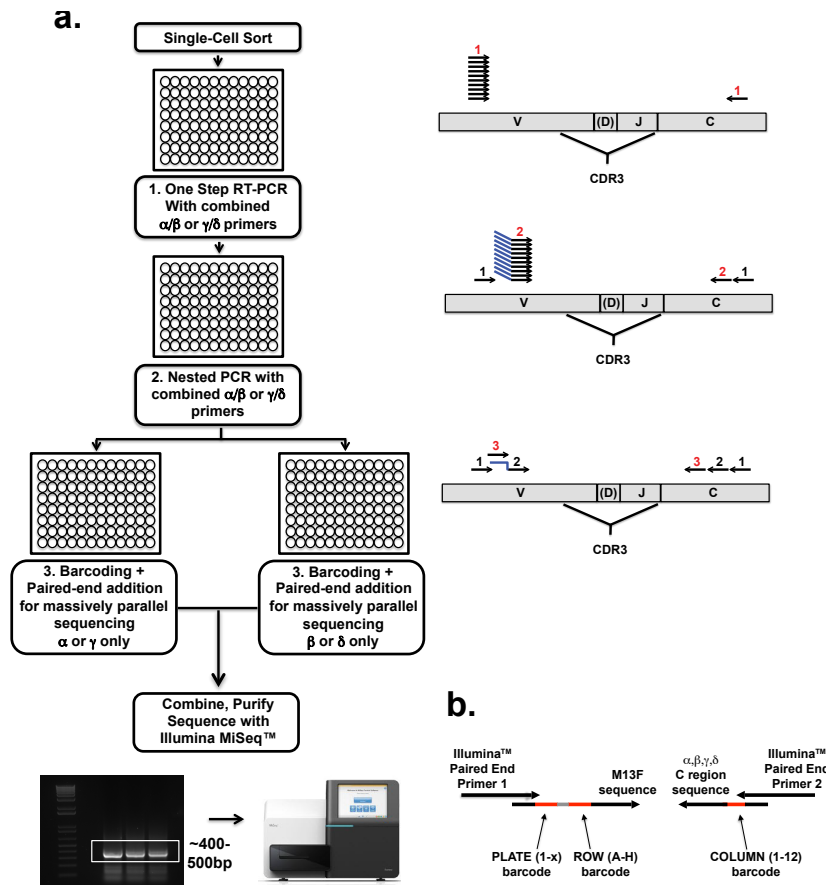 a.
Single-Cell Sort
1. One Step RT-PCR
With combined
α/β or γ/δ primers
2. Nested PCR with
combined α/β or γ/δ
primers
3. Barcoding +
Paired-end addition
for massively parallel
sequencing
α or γ only
3. Barcoding +
Paired-end addition
for massively parallel
sequencing
β or δ only
Combine, Purify
Sequence with
Illumina MiSeq™
~400-
500bp
1
1
V (D) J C
CDR3
2
1 2 1
V (D) J C
CDR3
3
1 2 3 2 1
V (D) J C
CDR3
b.
Illumina™
Paired End
Primer 1
M13F
sequence
α,β,γ,δ
C region
sequence
Illumina™
Paired End
Primer 2
PLATE (1-x)
barcode
ROW (A-H)
barcode
COLUMN (1-12)
barcode